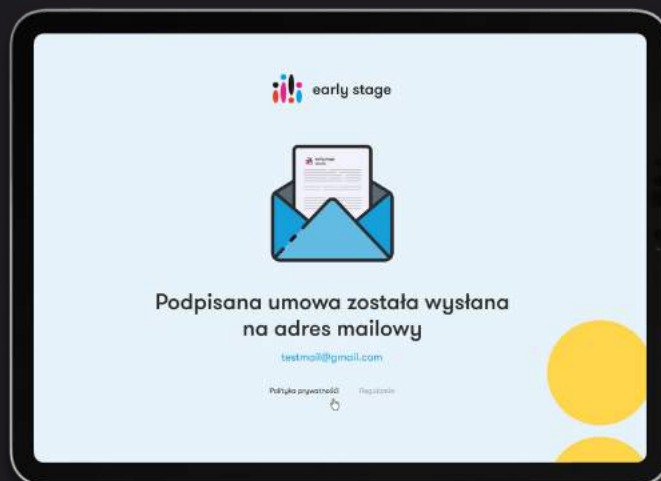 early stage
Podpisana umowa została wysłana
na adres mailowy
testmail@gmail.com
Polityka prywatności Regulamin